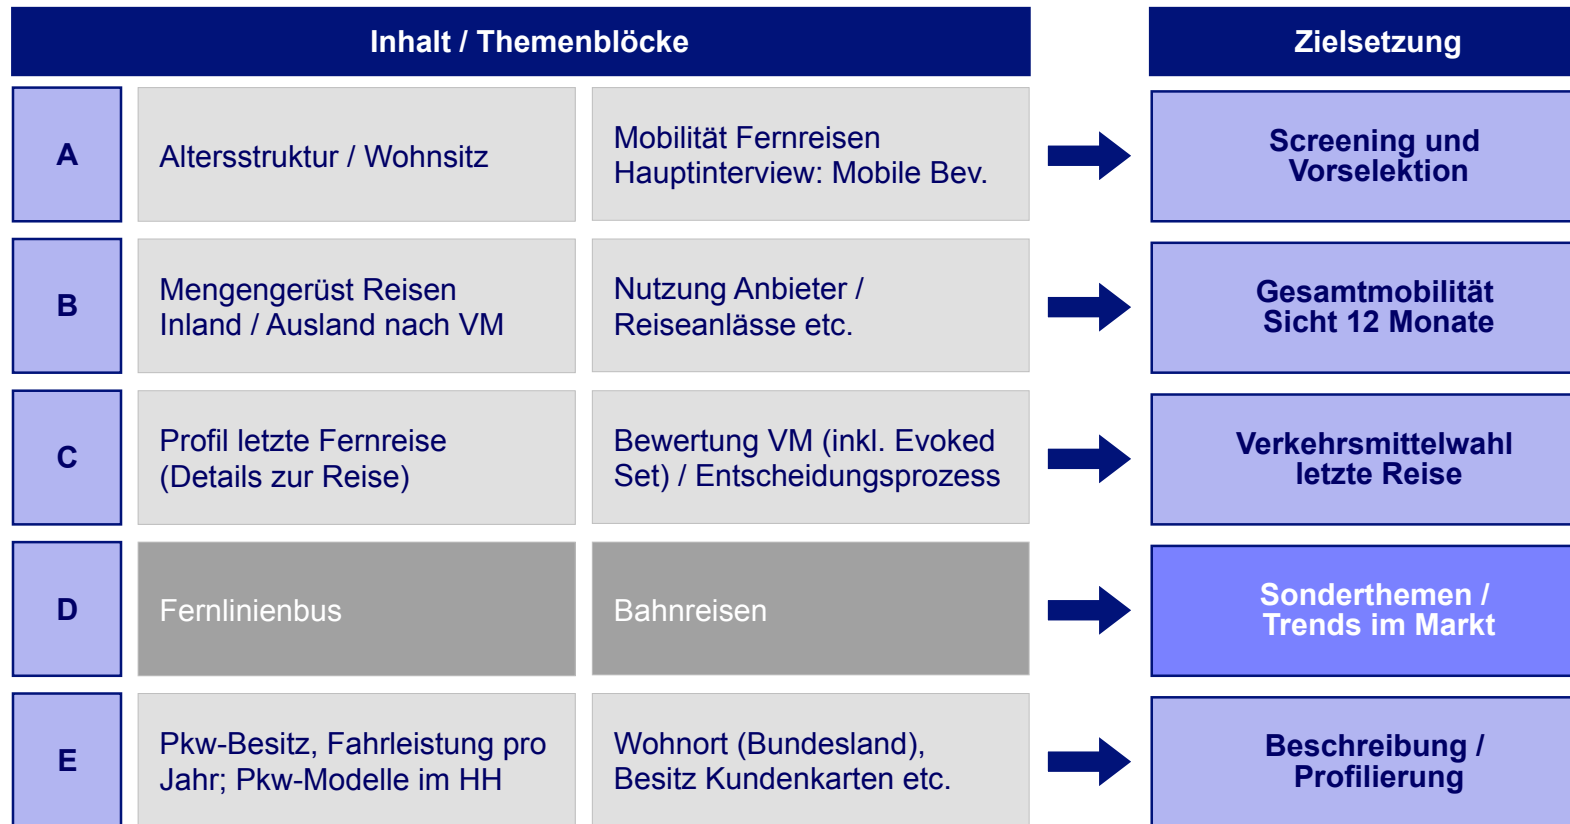 Inhalt / Themenblöcke
Zielsetzung
A
Altersstruktur / Wohnsitz
Mobilität Fernreisen
Hauptinterview: Mobile Bev.
Screening und
Vorselektion
B
Mengengerüst Reisen
Inland / Ausland nach VM
Nutzung Anbieter /
Reiseanlässe etc.
Gesamtmobilität
Sicht 12 Monate
C
Profil letzte Fernreise
(Details zur Reise)
Bewertung VM (inkl. Evoked
Set) / Entscheidungsprozess
Verkehrsmittelwahl
letzte Reise
D
Fernlinienbus
Bahnreisen
Sonderthemen /
Trends im Markt
E
Pkw-Besitz, Fahrleistung pro
Jahr; Pkw-Modelle im HH
Wohnort (Bundesland),
Besitz Kundenkarten etc.
Beschreibung /
Profilierung